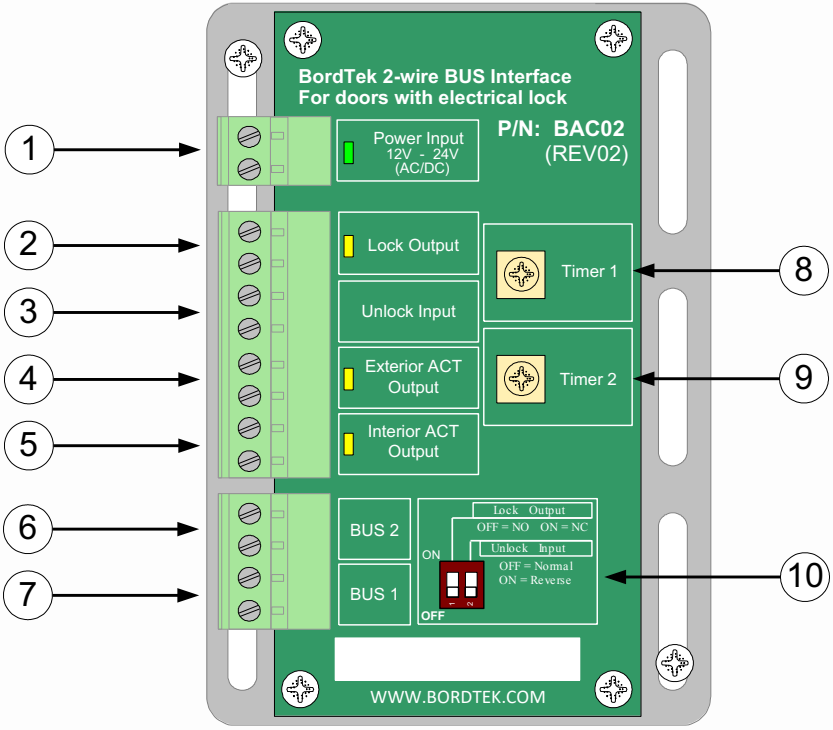 BordTek 2-wire BUS Interface
For doors with electrical lock
P/N: BAC02
(REV02)
1
Power Input
12V - 24V
(AC/DC)
2
Lock Output
3
Unlock Input
4
Exterior ACT
Output
5
Interior ACT
Output
Timer 1
8
Timer 2
9
6
BUS 2
7
BUS 1
Lock Output
OFF = NO ON = NC
Unlock Input
OFF = Normal
ON = Reverse
ON
1 2
OFF
10
WWW.BORDTEK.COM